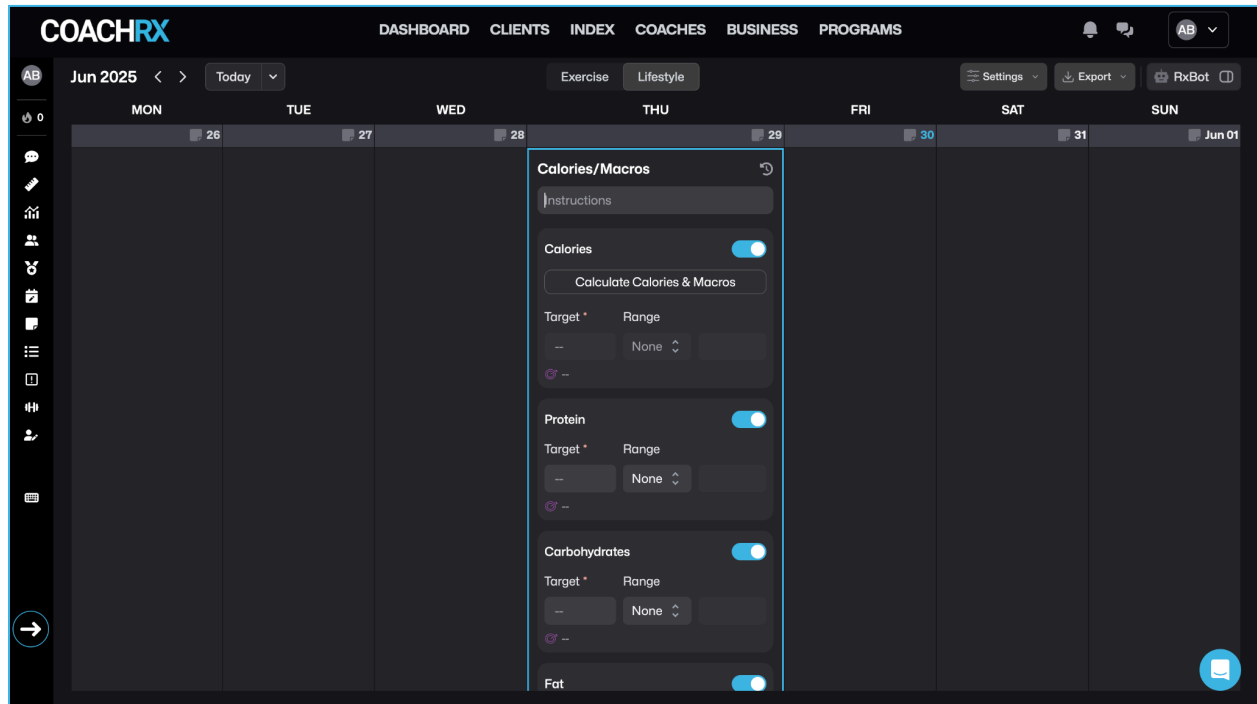 COACHRX DASHBOARD CLIENTS INDEX COACHES BUSINESS PROGRAMS AB
AB Jun 2025 Today Exercise Lifestyle Settings Export RxBot
0 MON TUE WED THU FRI SAT SUN
26 27 28 29 30 31 Jun 01
Calories/Macros
Instructions
Calories
Calculate Calories & Macros
Target * Range
-- None
--
Protein
Target * Range
-- None
--
Carbohydrates
Target * Range
-- None
--
Fat